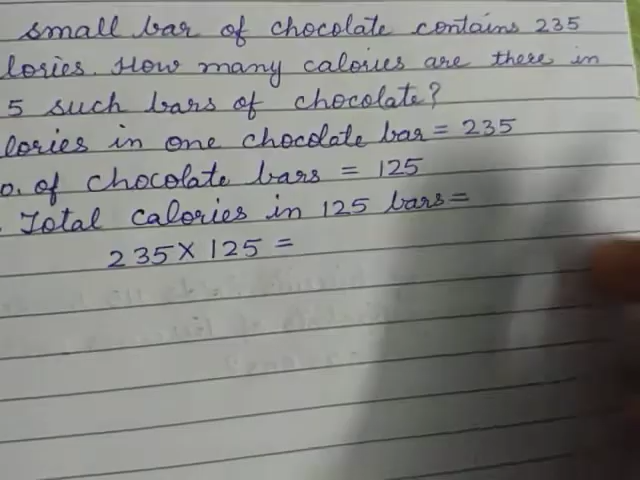 small bar of chocolate contains 235
lories. How many calories are there in
5 such bars of chocolate?
lories in one chocolate bar = 235
o. of chocolate bars = 125
. Total calories in 125 bars =
235 × 125 =